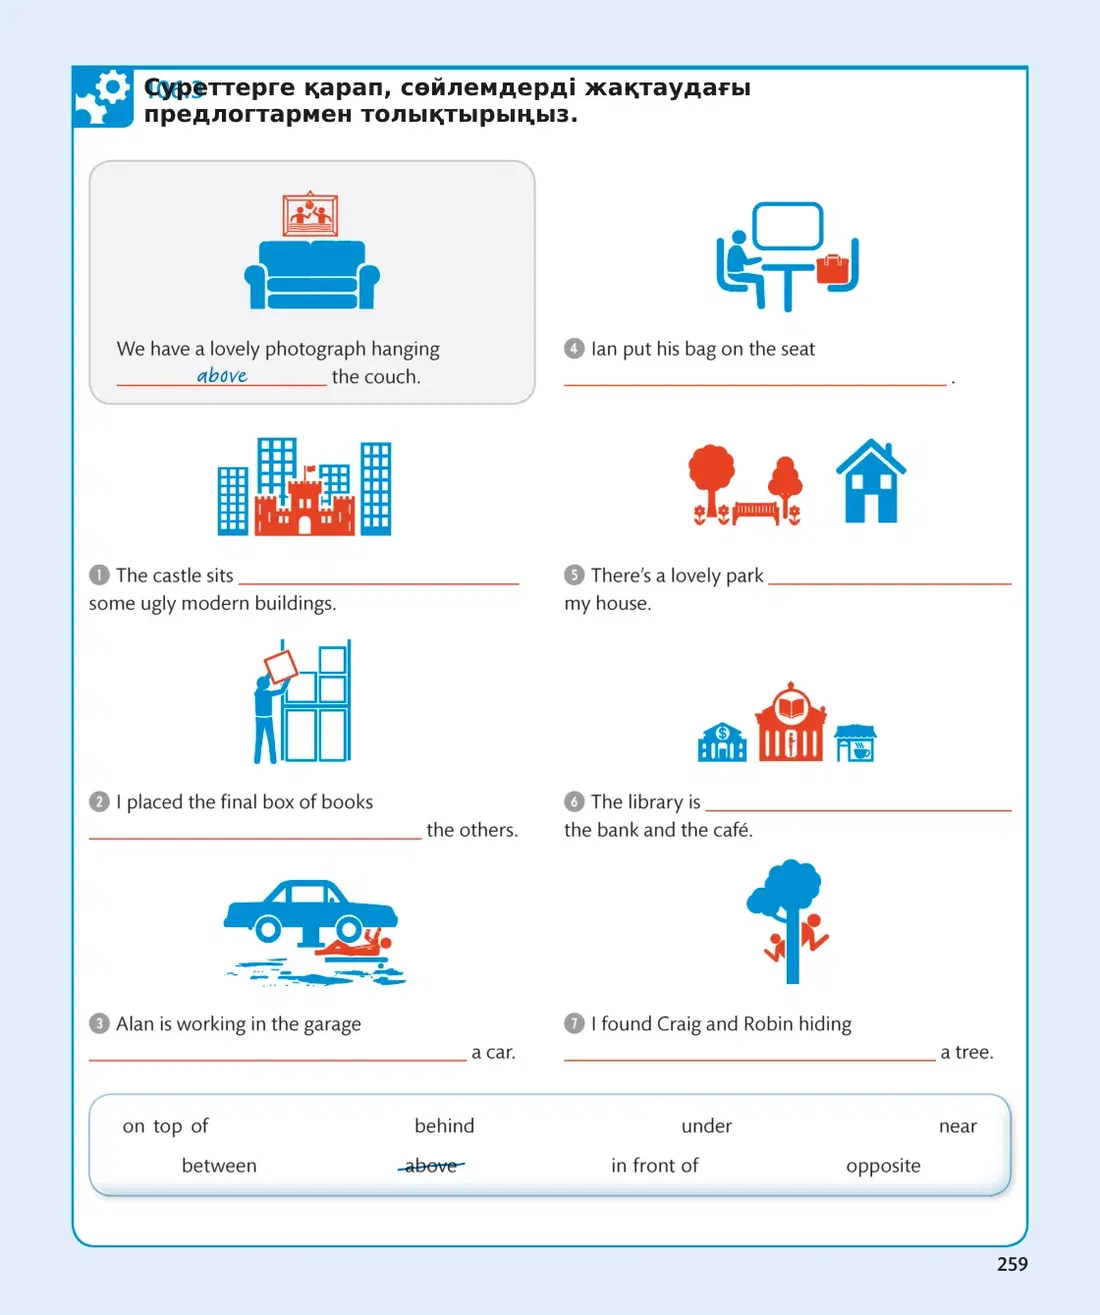 Суреттерге қарап, сөйлемдерді жақтаудағы
предлогтармен толықтырыңыз.
We have a lovely photograph hanging
above the couch.
4 Ian put his bag on the seat
.
1 The castle sits
some ugly modern buildings.
5 There's a lovely park
my house.
2 I placed the final box of books
the others.
6 The library is
the bank and the café.
3 Alan is working in the garage
a car.
7 I found Craig and Robin hiding
a tree.
on top of behind under near
between above in front of opposite
259